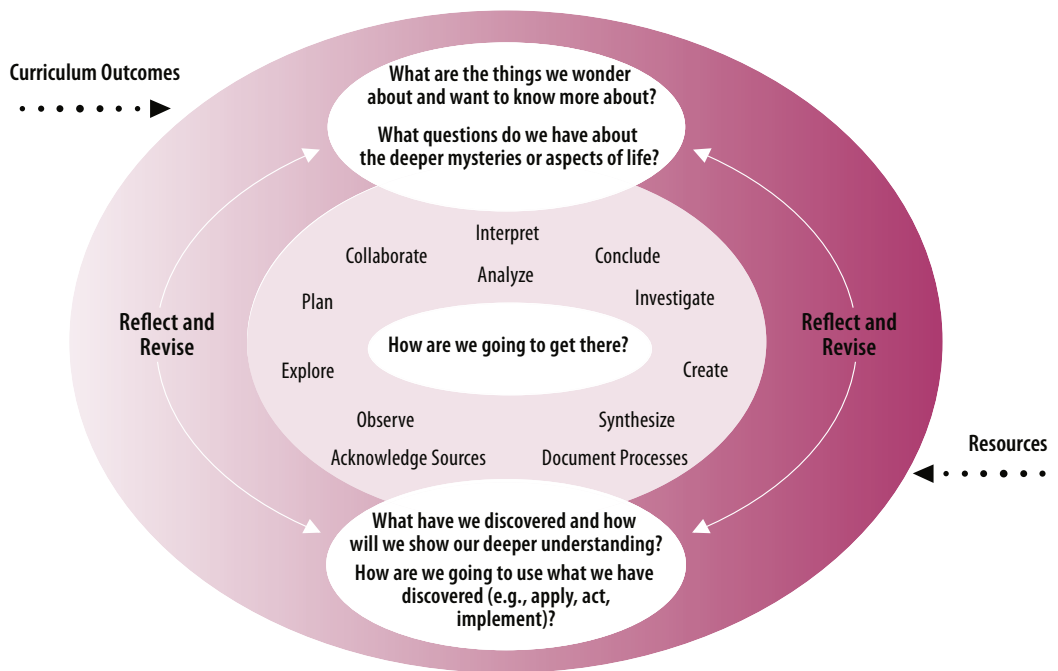 Curriculum Outcomes
What are the things we wonder
about and want to know more about?
What questions do we have about
the deeper mysteries or aspects of life?
Interpret
Collaborate
Conclude
Analyze
Plan
Investigate
Reflect and
Revise
How are we going to get there?
Reflect and
Revise
Explore
Create
Observe
Synthesize
Acknowledge Sources
Document Processes
Resources
What have we discovered and how
will we show our deeper understanding?
How are we going to use what we have
discovered (e.g., apply, act,
implement)?